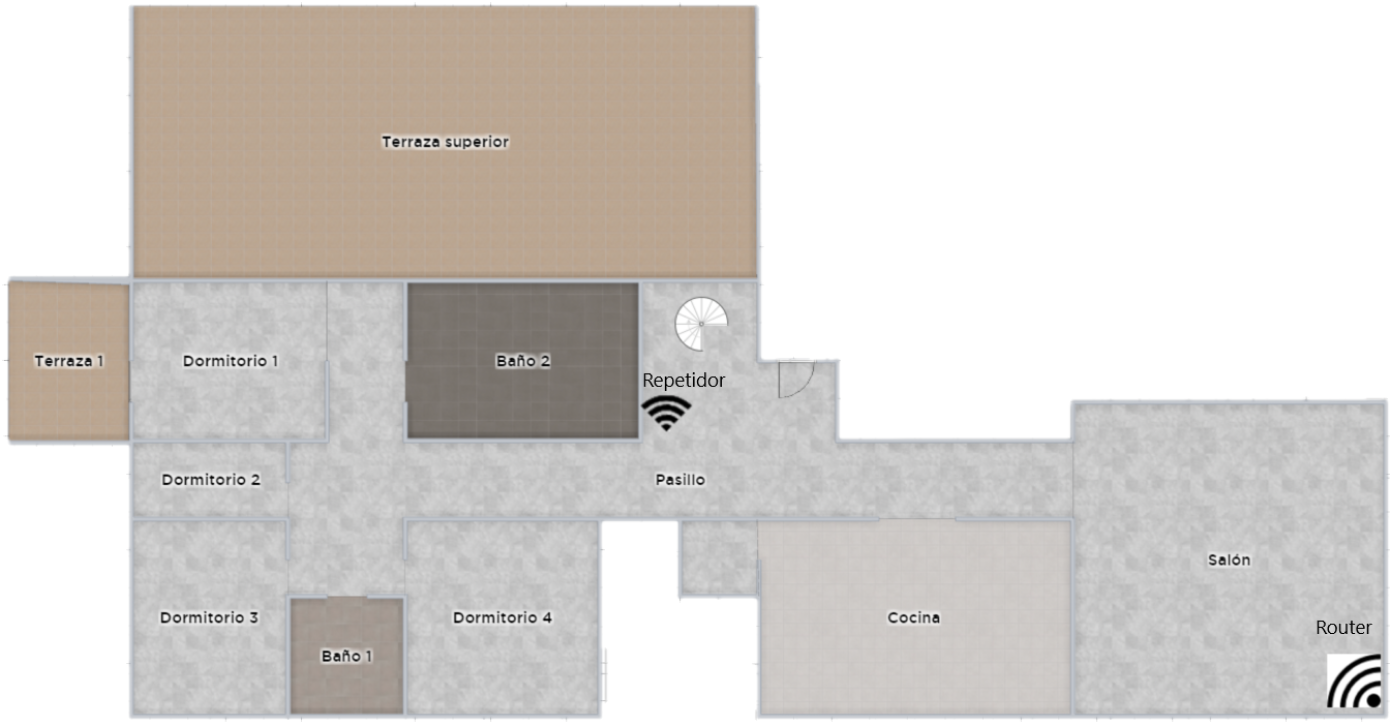 Terraza superior
Terraza 1
Dormitorio 1
Baño 2
Repetidor
Dormitorio 2
Pasillo
Salón
Dormitorio 3
Dormitorio 4
Cocina
Router
Baño 1